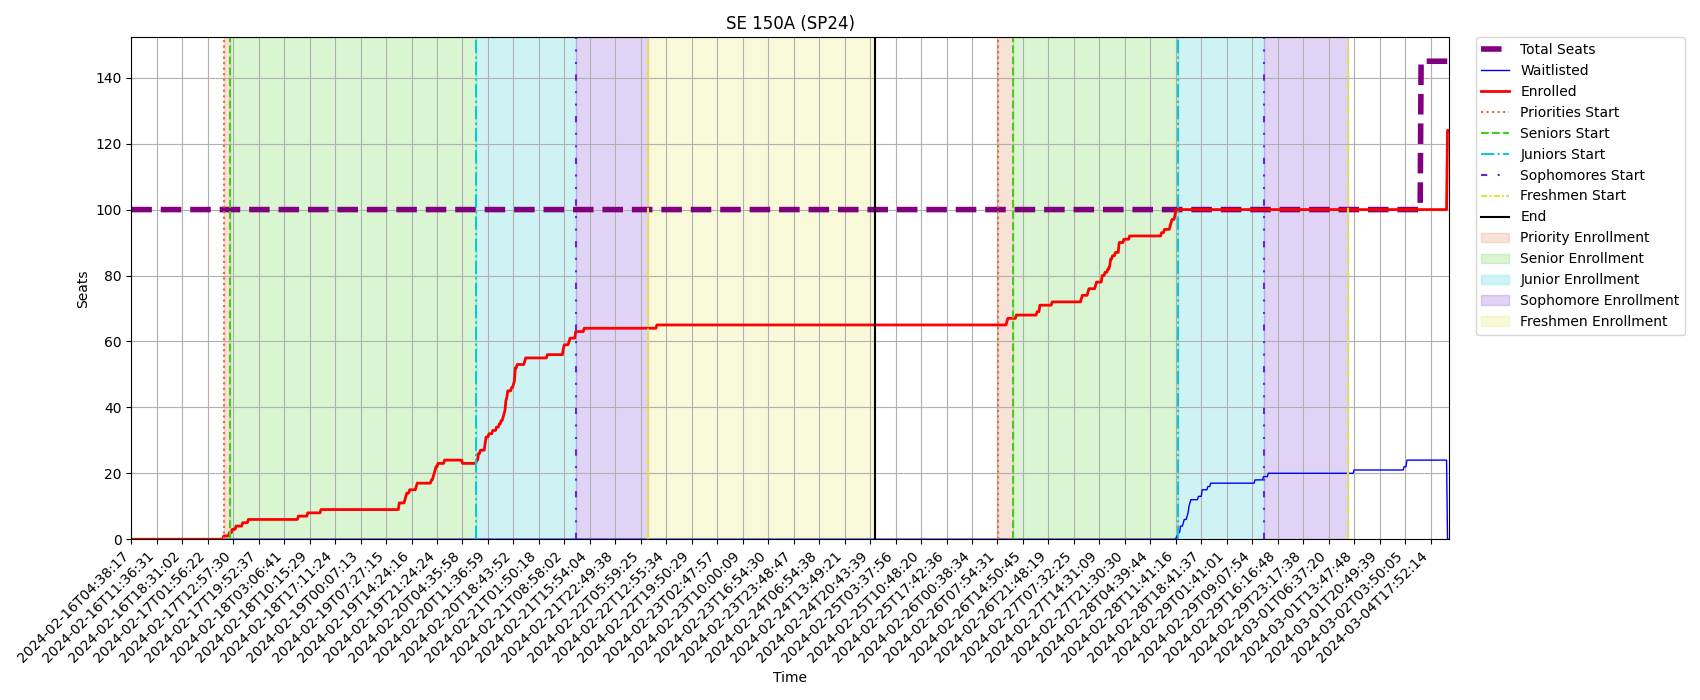 SE 150A (SP24)
Total Seats
Waitlisted
Enrolled
Priorities Start
Seniors Start
Juniors Start
Sophomores Start
Freshmen Start
End
Priority Enrollment
Senior Enrollment
Junior Enrollment
Sophomore Enrollment
Freshmen Enrollment
Seats
140
120
100
80
60
40
20
0
2024-02-16T04:38:17
2024-02-16T11:36:31
2024-02-16T18:31:02
2024-02-17T01:56:22
2024-02-17T12:57:30
2024-02-17T19:52:37
2024-02-18T03:06:41
2024-02-18T10:15:29
2024-02-18T17:11:24
2024-02-19T00:07:13
2024-02-19T07:27:15
2024-02-19T14:24:16
2024-02-19T21:24:24
2024-02-20T04:35:58
2024-02-20T11:36:59
2024-02-20T18:43:52
2024-02-21T01:50:18
2024-02-21T08:58:02
2024-02-21T15:54:04
2024-02-21T22:49:38
2024-02-22T05:59:25
2024-02-22T12:55:34
2024-02-22T19:50:29
2024-02-23T02:47:57
2024-02-23T10:00:09
2024-02-23T16:54:30
2024-02-23T23:48:47
2024-02-24T06:54:38
2024-02-24T13:49:21
2024-02-24T20:43:39
2024-02-25T03:37:56
2024-02-25T10:48:20
2024-02-25T17:42:36
2024-02-26T00:38:34
2024-02-26T07:54:31
2024-02-26T14:50:45
2024-02-26T21:48:19
2024-02-27T07:32:25
2024-02-27T14:31:09
2024-02-27T21:30:30
2024-02-28T04:39:44
2024-02-28T11:41:16
2024-02-28T18:41:37
2024-02-29T01:41:01
2024-02-29T09:07:54
2024-02-29T16:16:48
2024-02-29T23:17:38
2024-03-01T06:37:20
2024-03-01T13:47:48
2024-03-01T20:49:39
2024-03-02T03:50:05
2024-03-04T17:52:14
Time